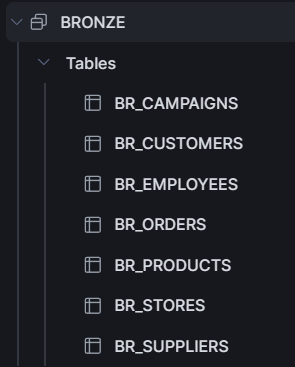 BRONZE
Tables
BR_CAMPAIGNS
BR_CUSTOMERS
BR_EMPLOYEES
BR_ORDERS
BR_PRODUCTS
BR_STORES
BR_SUPPLIERS